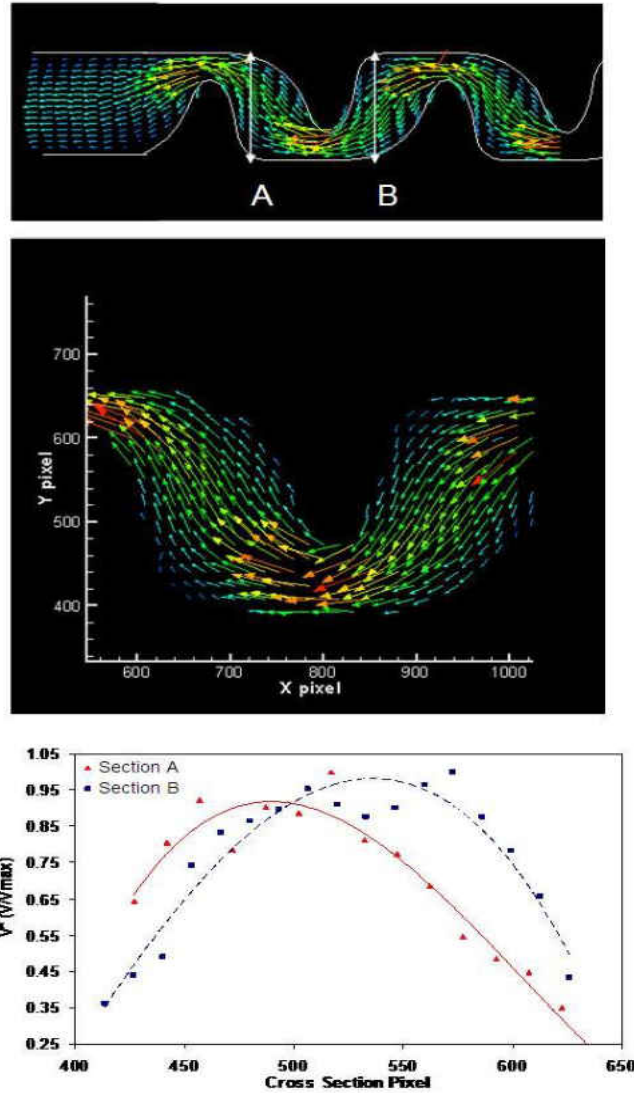 A B
700
600
500
400
Y pixel
600 700 800 900 1000
X pixel
1.05
0.95
0.85
0.75
0.65
0.55
0.45
0.35
0.25
V* (V/Vmax)
Section A
Section B
400 450 500 550 600 650
Cross Section Pixel